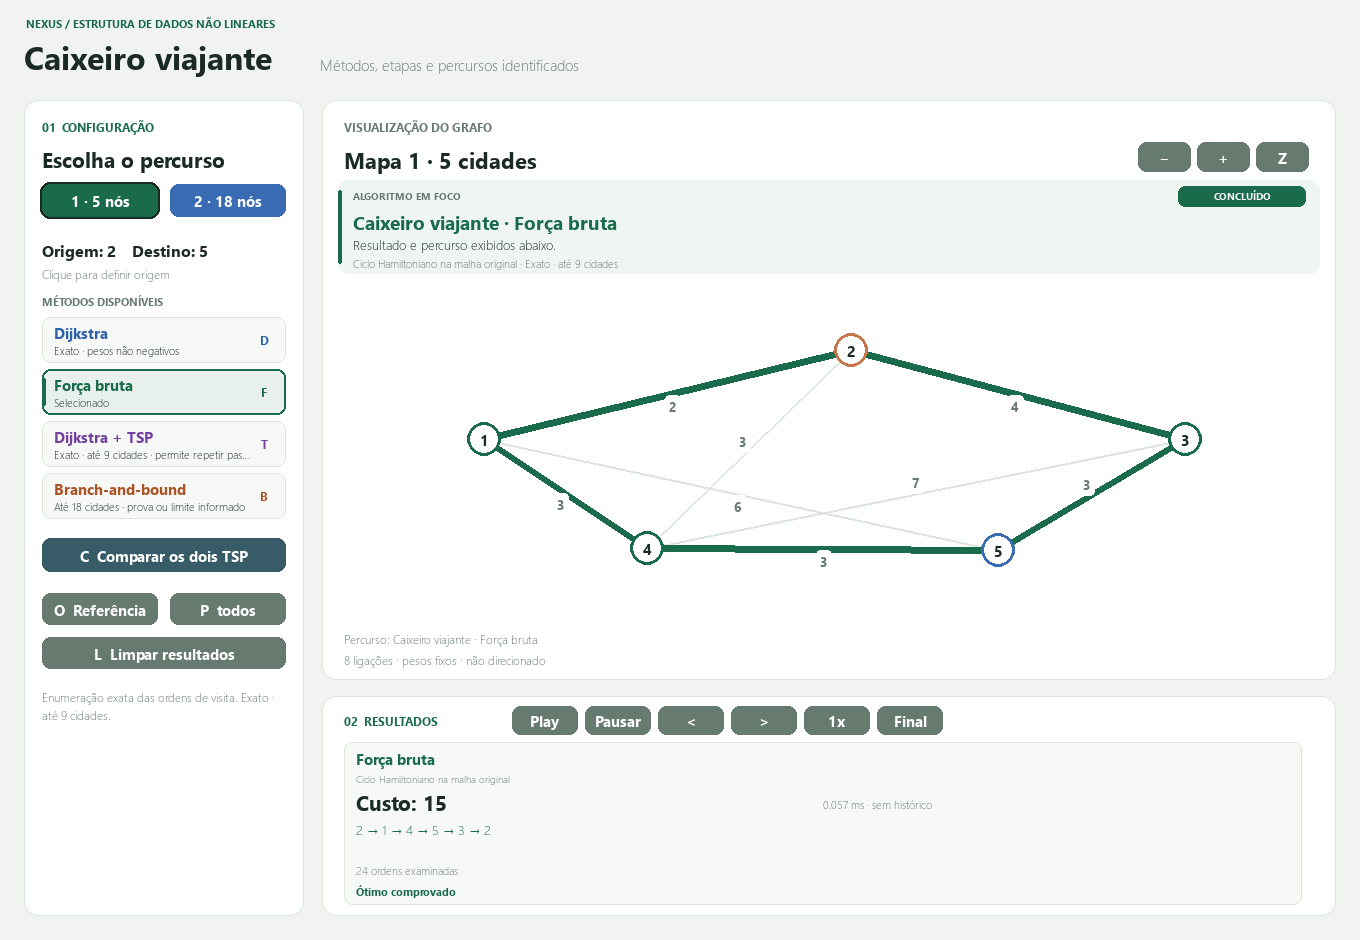 NEXUS / ESTRUTURA DE DADOS NÃO LINEARES
Caixeiro viajante
Métodos, etapas e percursos identificados
01 CONFIGURAÇÃO
Escolha o percurso
1 · 5 nós
2 · 18 nós
Origem: 2 Destino: 5
Clique para definir origem
MÉTODOS DISPONÍVEIS
Dijkstra
Exato · pesos não negativos
D
Força bruta
Selecionado
F
Dijkstra + TSP
Exato · até 9 cidades · permite repetir pas...
T
Branch-and-bound
Até 18 cidades · prova ou limite informado
B
C Comparar os dois TSP
O Referência
P todos
L Limpar resultados
Enumeração exata das ordens de visita. Exato ·
até 9 cidades.
VISUALIZAÇÃO DO GRAFO
Mapa 1 · 5 cidades
–
+
Z
ALGORITMO EM FOCO
CONCLUÍDO
Caixeiro viajante · Força bruta
Resultado e percurso exibidos abaixo.
Ciclo Hamiltoniano na malha original · Exato · até 9 cidades
2
2
4
1
3
3
7
3
3
6
4
5
3
Percurso: Caixeiro viajante · Força bruta
8 ligações · pesos fixos · não direcionado
02 RESULTADOS
Play
Pausar
<
>
1x
Final
Força bruta
Ciclo Hamiltoniano na malha original
Custo: 15
0.057 ms · sem histórico
2 → 1 → 4 → 5 → 3 → 2
24 ordens examinadas
Ótimo comprovado